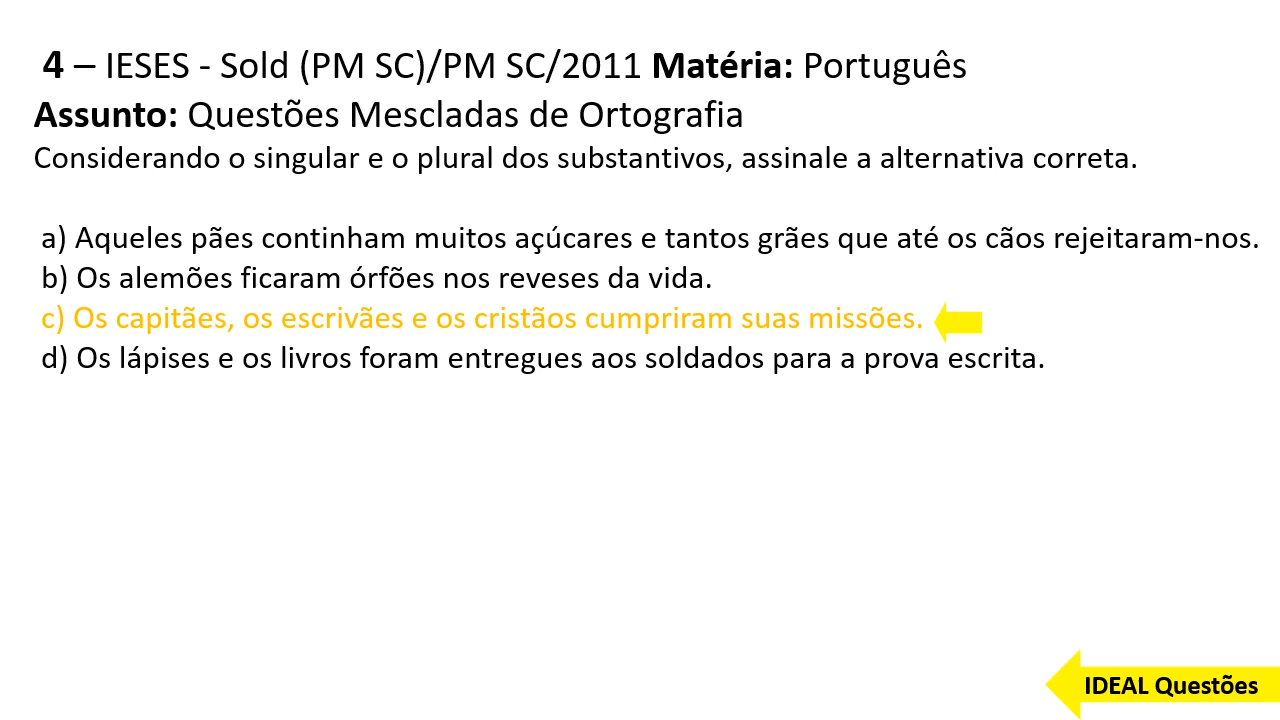 4 – IESES - Sold (PM SC)/PM SC/2011 Matéria: Português
Assunto: Questões Mescladas de Ortografia
Considerando o singular e o plural dos substantivos, assinale a alternativa correta.
a) Aqueles pães continham muitos açúcares e tantos grães que até os cãos rejeitaram-nos.
b) Os alemões ficaram órfões nos reveses da vida.
c) Os capitães, os escrivães e os cristãos cumpriram suas missões.
d) Os lápises e os livros foram entregues aos soldados para a prova escrita.
IDEAL Questões